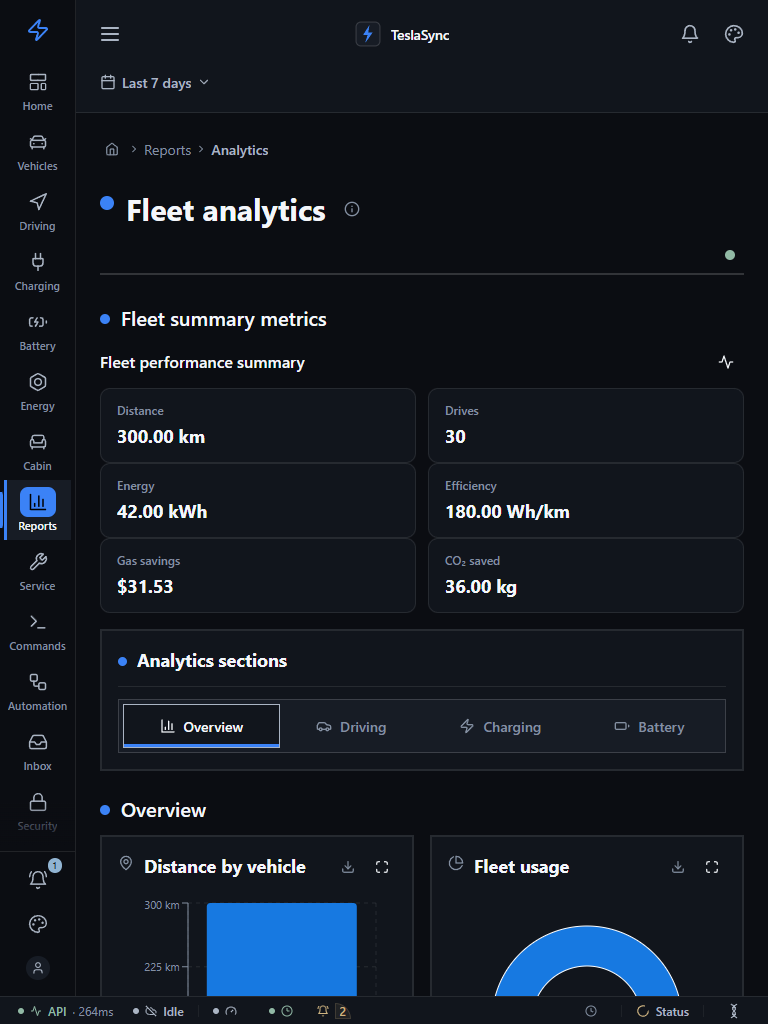 TeslaSync
Last 7 days
Home
Vehicles
Driving
Charging
Battery
Energy
Cabin
Reports
Service
Commands
Automation
Inbox
Security
1
Reports
Analytics
Fleet analytics
Fleet summary metrics
Fleet performance summary
Distance
300.00 km
Drives
30
Energy
42.00 kWh
Efficiency
180.00 Wh/km
Gas savings
$31.53
CO₂ saved
36.00 kg
Analytics sections
Overview
Driving
Charging
Battery
Overview
Distance by vehicle
300 km
225 km
Fleet usage
API · 264ms
Idle
2
Status